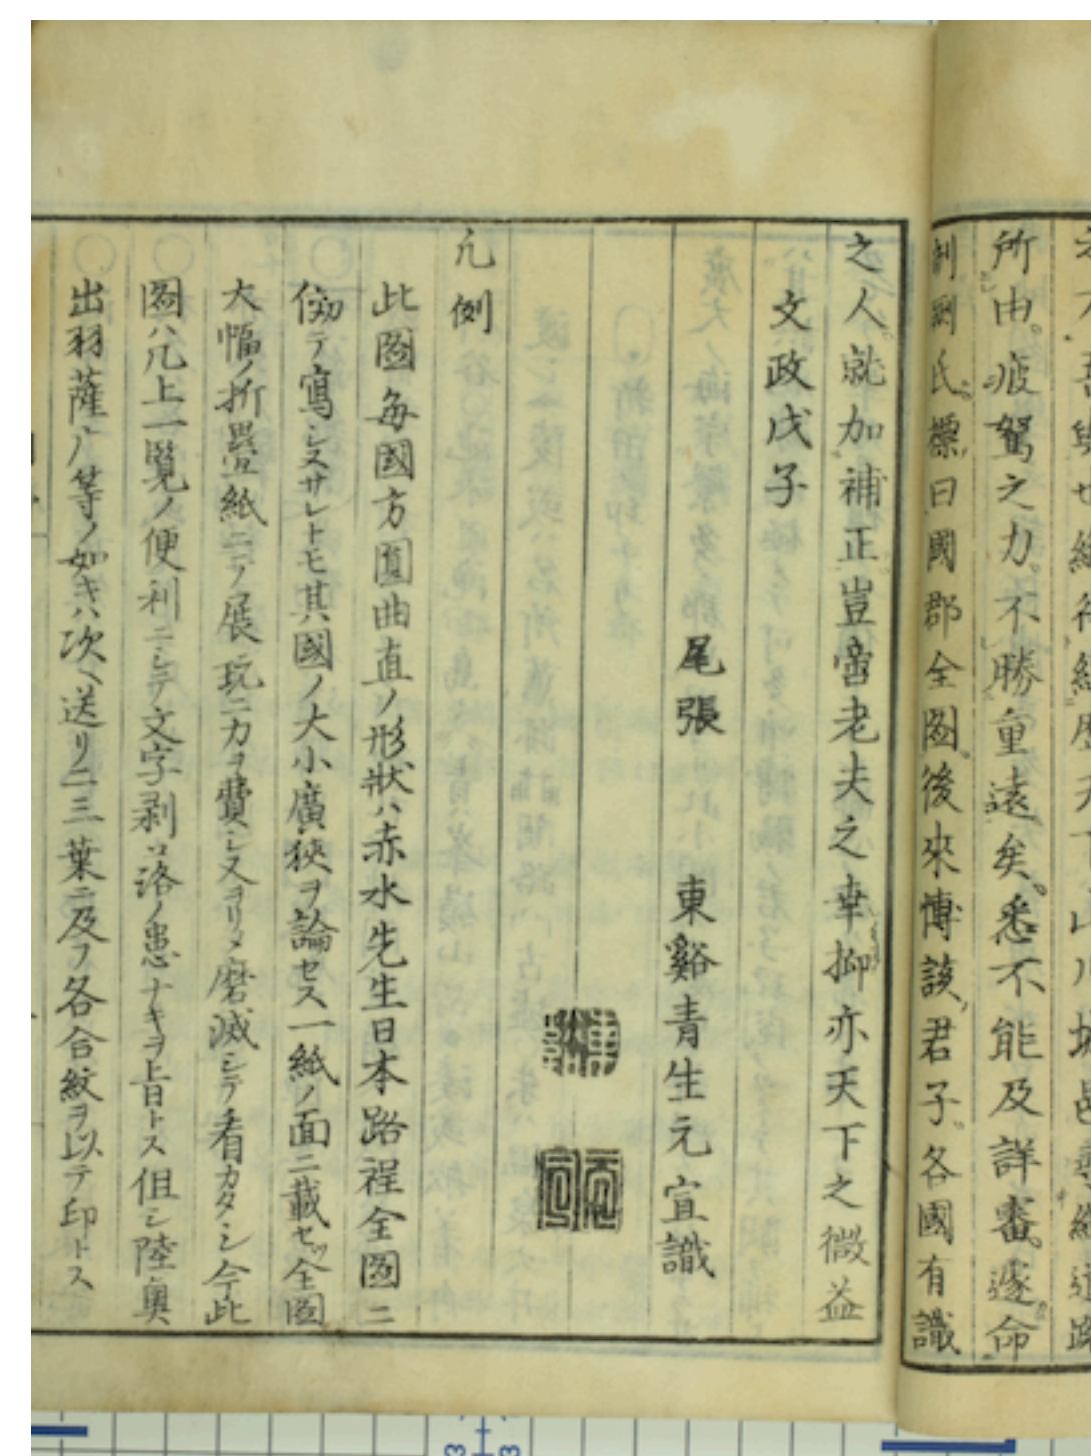 所由疲駑之力不勝重遠矣悉不能及詳審遂命
剞劂氏標曰國郡全圖後來博該君子各國有識
之人就加補正豈啻老夫之幸抑亦天下之微益
文政戊子
尾張 東谿青生元宣識
凡例
此圖每國方圓曲直ノ形狀ハ赤水先生日本路程全圖ニ
倣テ寫シヌサレトモ其國ノ大小廣狹ヲ論セス一紙ノ面ニ載セツ全圖
大幅ノ折疊紙ニテ展玩ニ力ヲ費シ又ヲリメ磨滅シテ看カタシ今此
圖ハ几上一覽ノ便利ニシテ文字剥落ノ患ナキヲ上旨トス但シ陸奧
出羽薩广等ノ如キハ次ヘ送リ二三葉ニ及フ各合紋ヲ以テ印トス